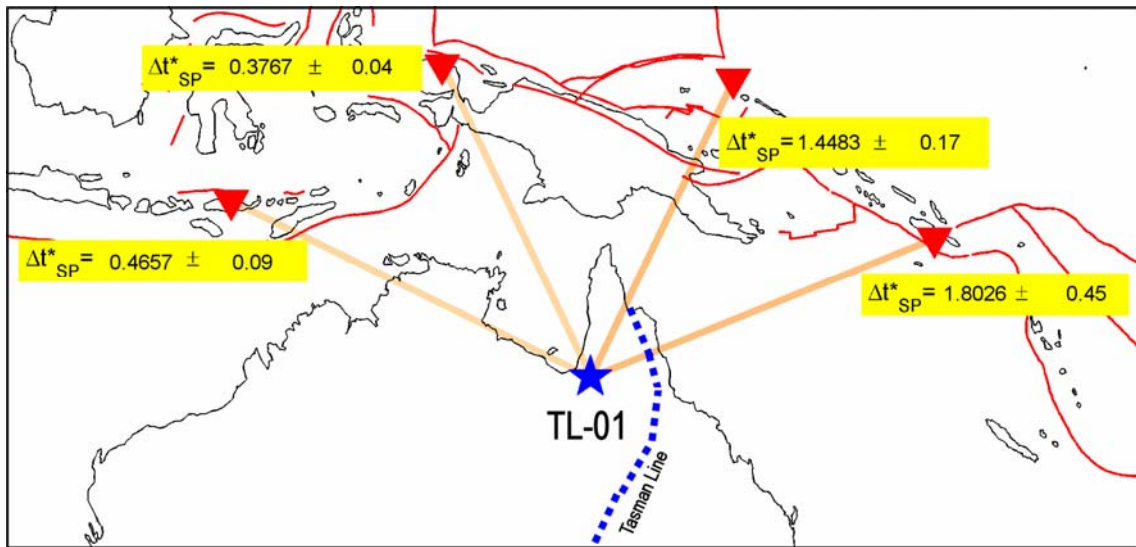 Δt*SP= 0.3767 ± 0.04
Δt*SP= 1.4483 ± 0.17
Δt*SP= 0.4657 ± 0.09
Δt*SP= 1.8026 ± 0.45
TL-01
Tasman Line